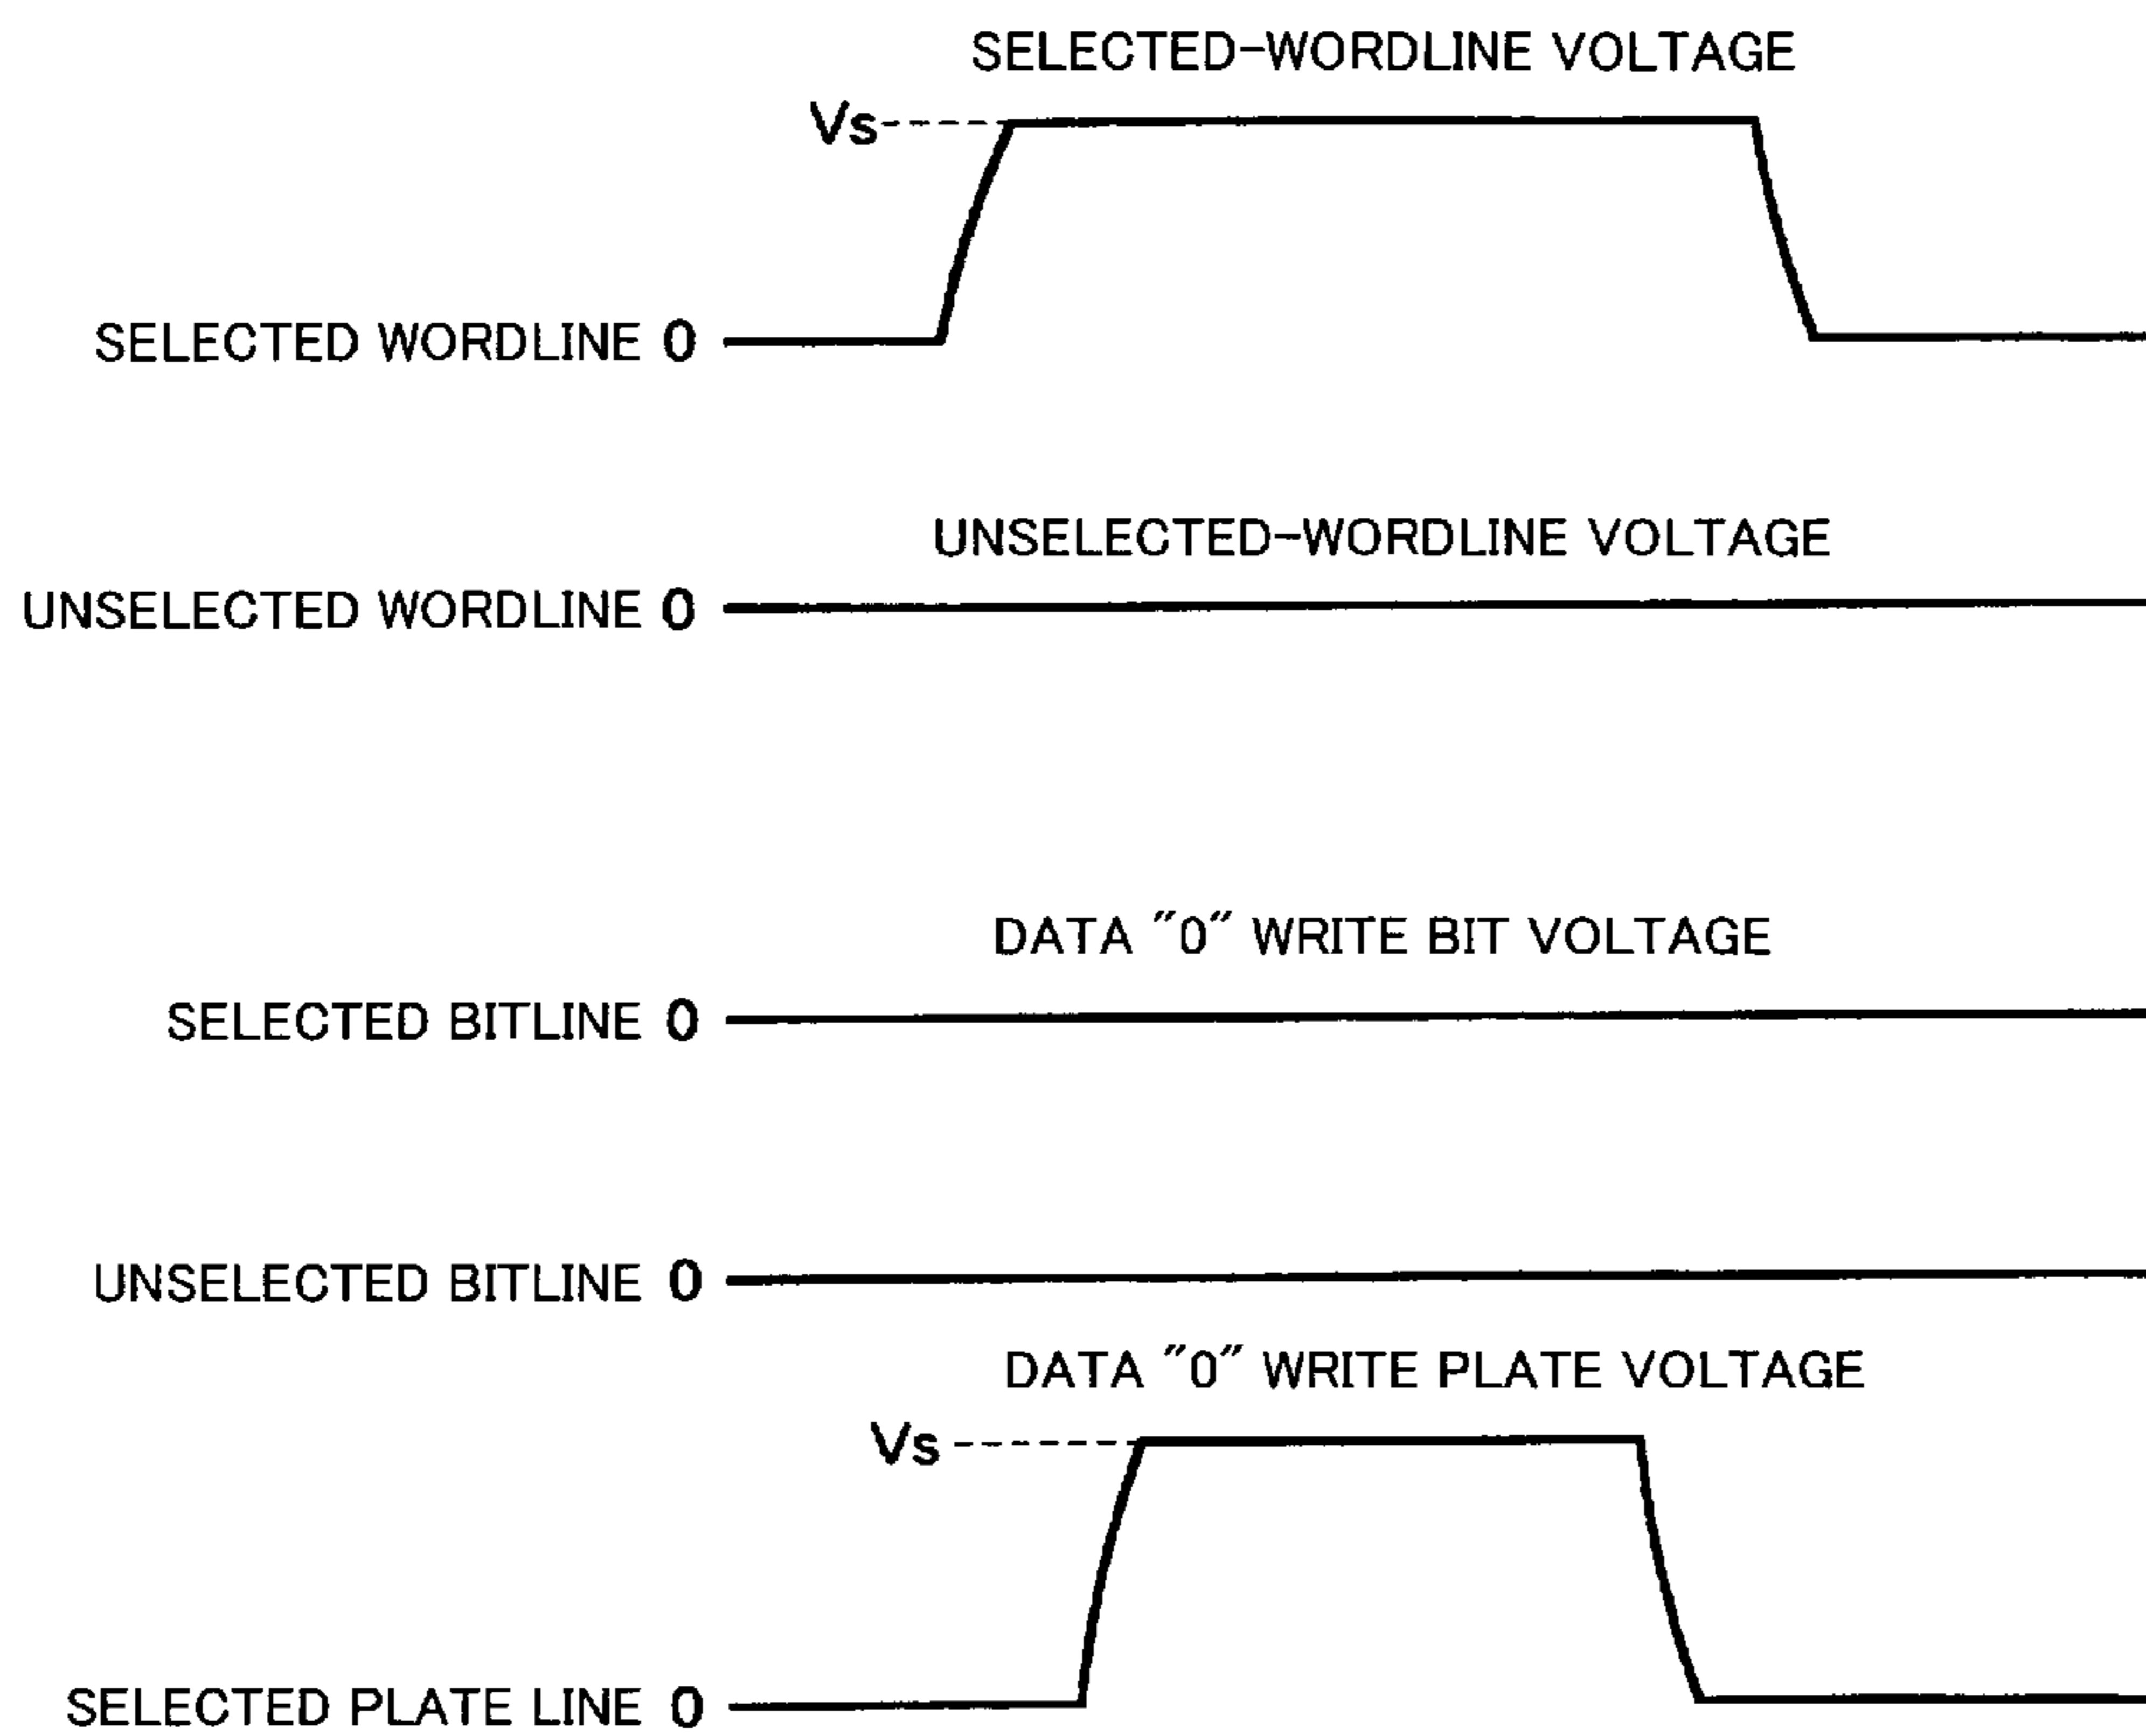 SELECTED-WORDLINE VOLTAGE
Vs
SELECTED WORDLINE 0
UNSELECTED-WORDLINE VOLTAGE
UNSELECTED WORDLINE 0
DATA "0" WRITE BIT VOLTAGE
SELECTED BITLINE 0
UNSELECTED BITLINE 0
DATA "0" WRITE PLATE VOLTAGE
Vs
SELECTED PLATE LINE 0